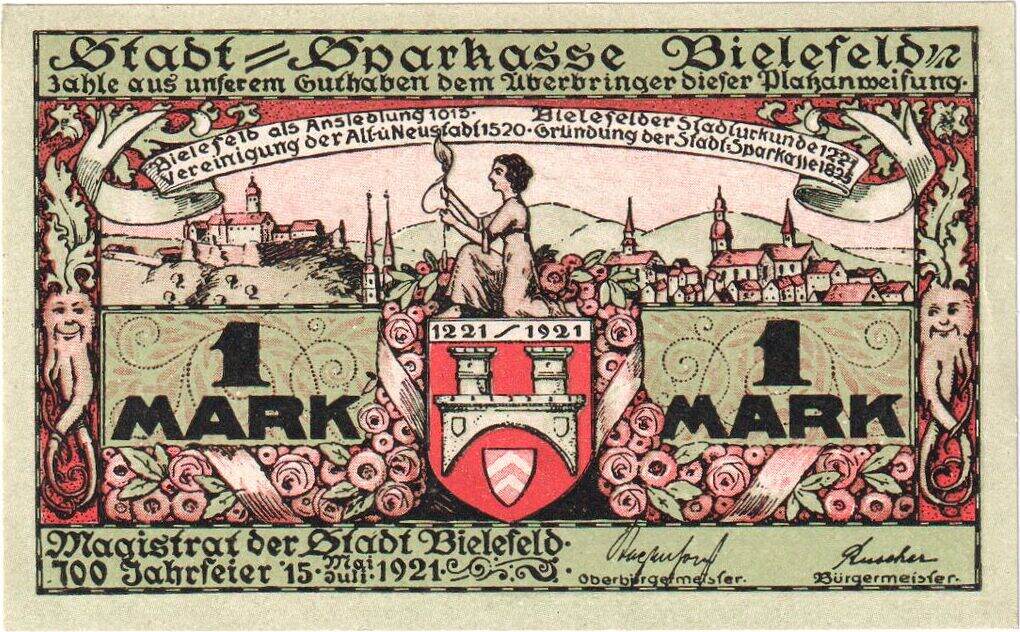 Stadt=Sparkasse Bielefeld
Zahle aus unserem Guthaben dem Überbringer dieser Platzanweisung.
Bielefeld als Ansiedlung 1015. Bielefelder Stadturkunde 1221
Vereinigung der Alt-u Neustadt 1520. Gründung der Stadt-Sparkasse 1825
1221 / 1921
1
MARK
1
MARK
Magistrat der Stadt Bielefeld.
700 Jahrfeier 15. Mai Juli. 1921.
Oberbürgermeister. Bürgermeister.